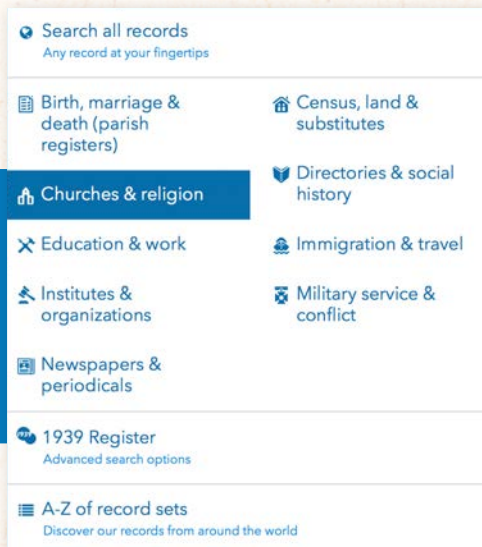 Search all records
Any record at your fingertips
Birth, marriage &
death (parish
registers)
Churches & religion
Education & work
Institutes &
organizations
Newspapers &
periodicals
Census, land &
substitutes
Directories & social
history
Immigration & travel
Military service &
conflict
1939
1939 Register
Advanced search options
A-Z of record sets
Discover our records from around the world